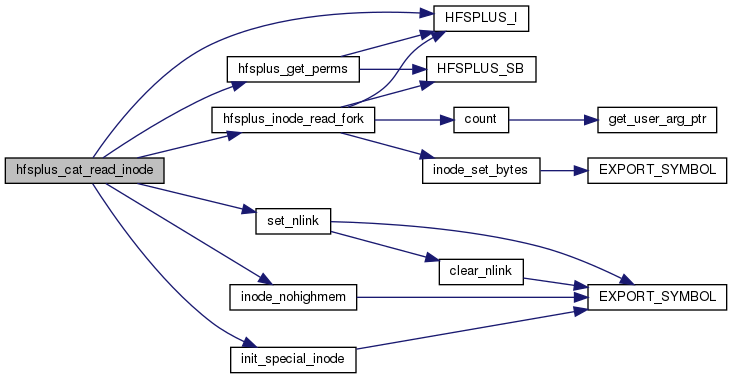 HFSPLUS_I
hfsplus_get_perms
HFSPLUS_SB
hfsplus_inode_read_fork
count
get_user_arg_ptr
hfsplus_cat_read_inode
inode_set_bytes
EXPORT_SYMBOL
set_nlink
clear_nlink
inode_nohighmem
EXPORT_SYMBOL
init_special_inode